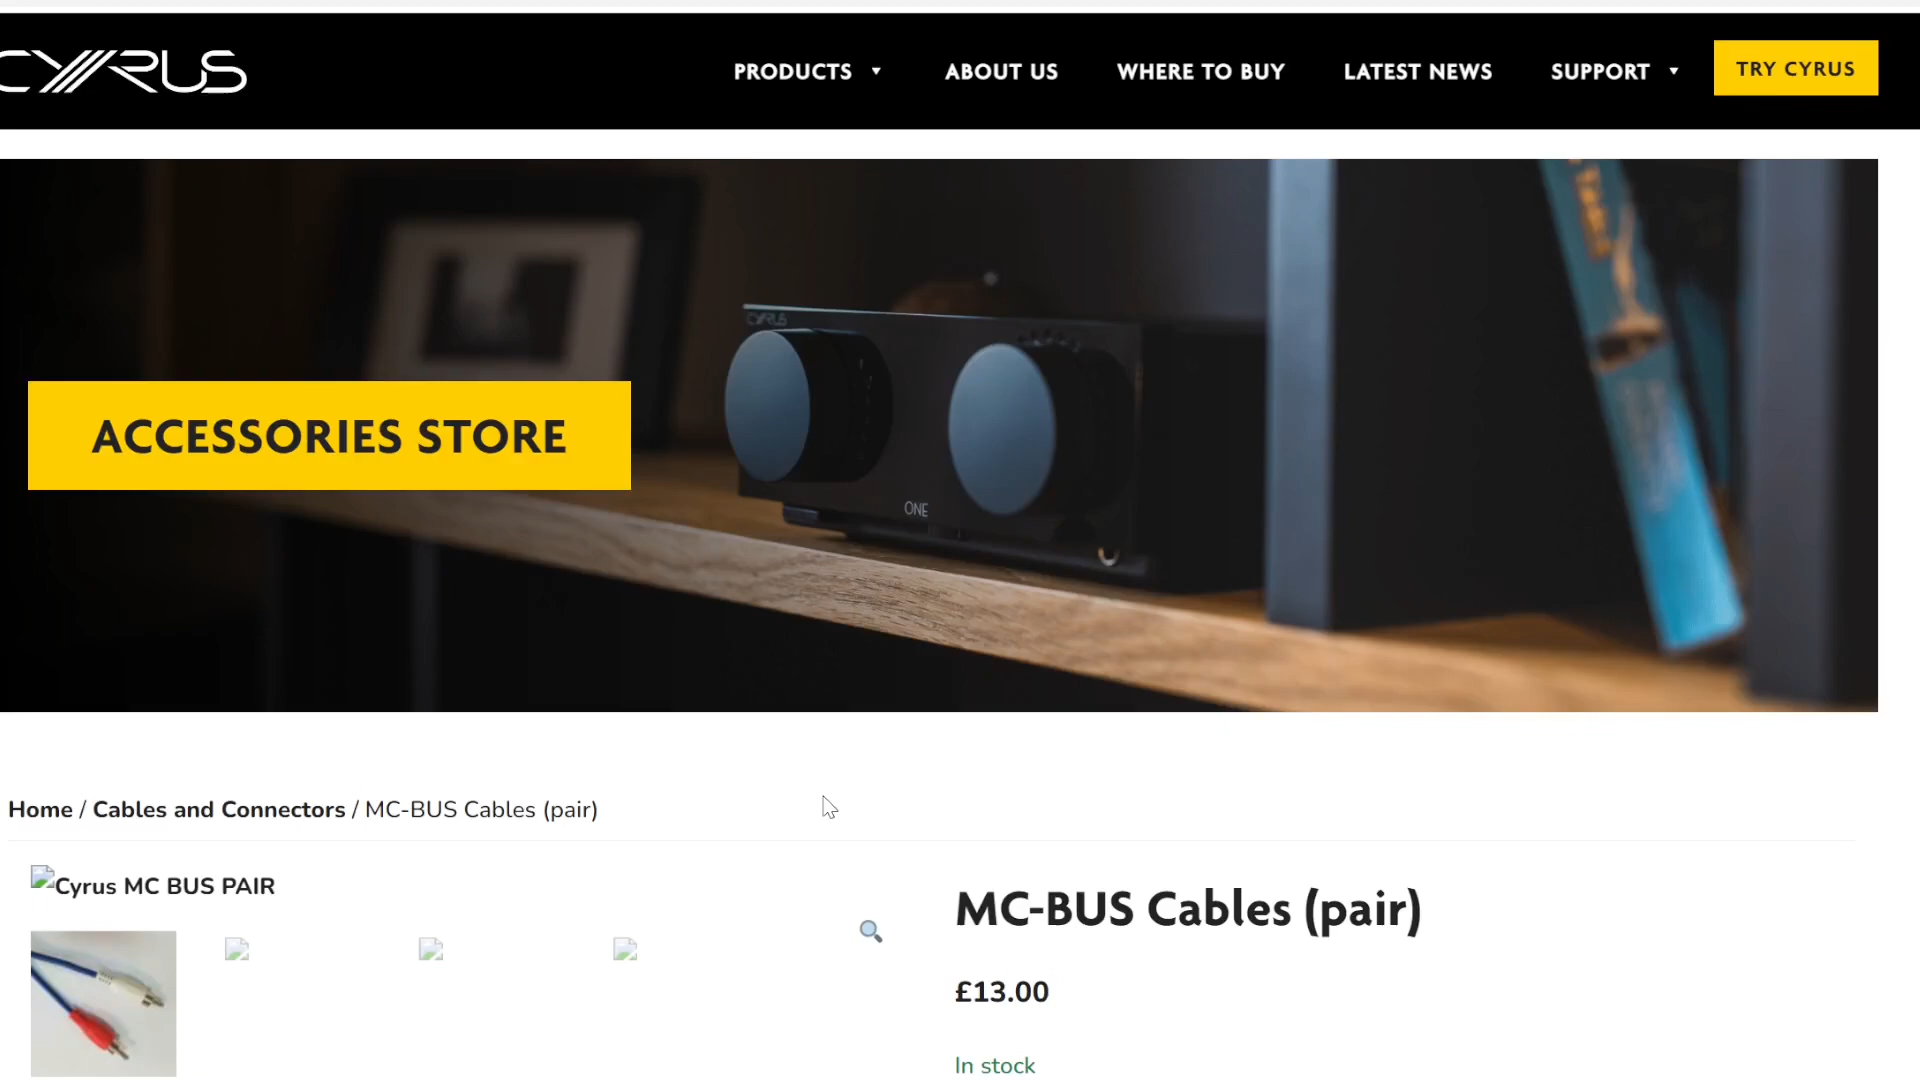 CYRUS
PRODUCTS ▼ ABOUT US WHERE TO BUY LATEST NEWS SUPPORT ▼ TRY CYRUS
CYRUS
ACCESSORIES STORE
ONE
Home / Cables and Connectors / MC-BUS Cables (pair)
Cyrus MC BUS PAIR
MC-BUS Cables (pair)
£13.00
In stock